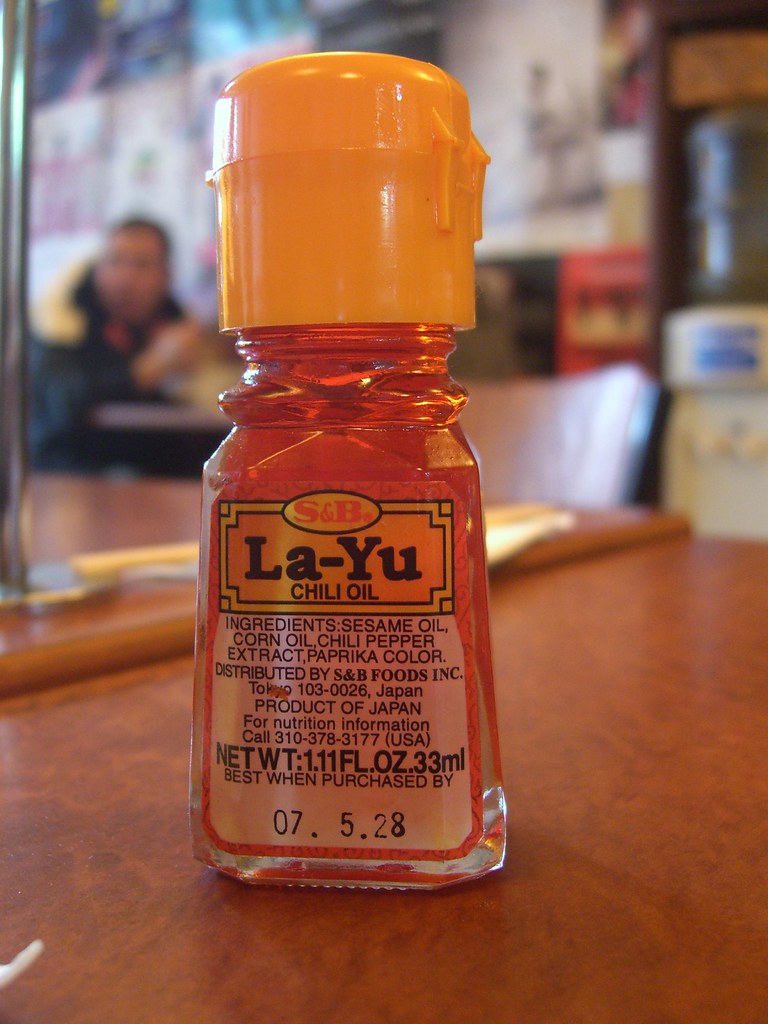 S&B®
La-Yu
CHILI OIL
INGREDIENTS:SESAME OIL,
CORN OIL,CHILI PEPPER
EXTRACT,PAPRIKA COLOR.
DISTRIBUTED BY S&B FOODS INC.
Tokyo 103-0026, Japan
PRODUCT OF JAPAN
For nutrition information
Call 310-378-3177 (USA)
NET WT:1.11FL.OZ.33ml
BEST WHEN PURCHASED BY
07. 5.28